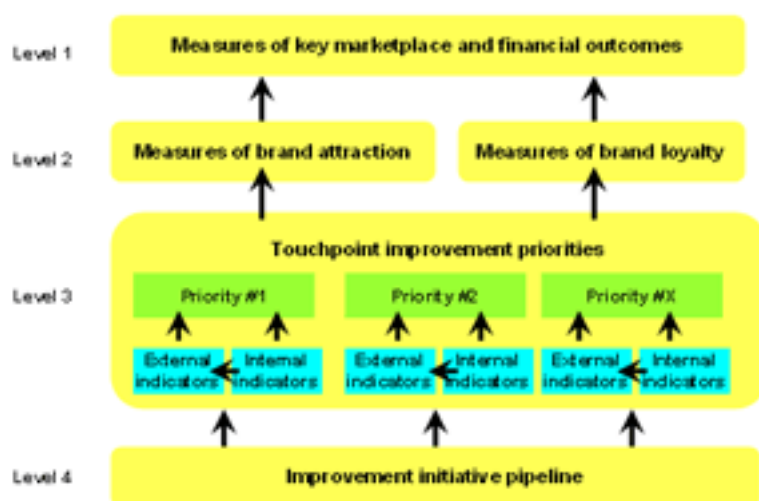 Level 1
Measures of key marketplace and financial outcomes
Level 2
Measures of brand attraction
Measures of brand loyalty
Touchpoint improvement priorities
Level 3
Priority #1
Priority #2
Priority #X
External
indicators
Internal
indicators
External
indicators
Internal
indicators
External
indicators
Internal
indicators
Level 4
Improvement initiative pipeline